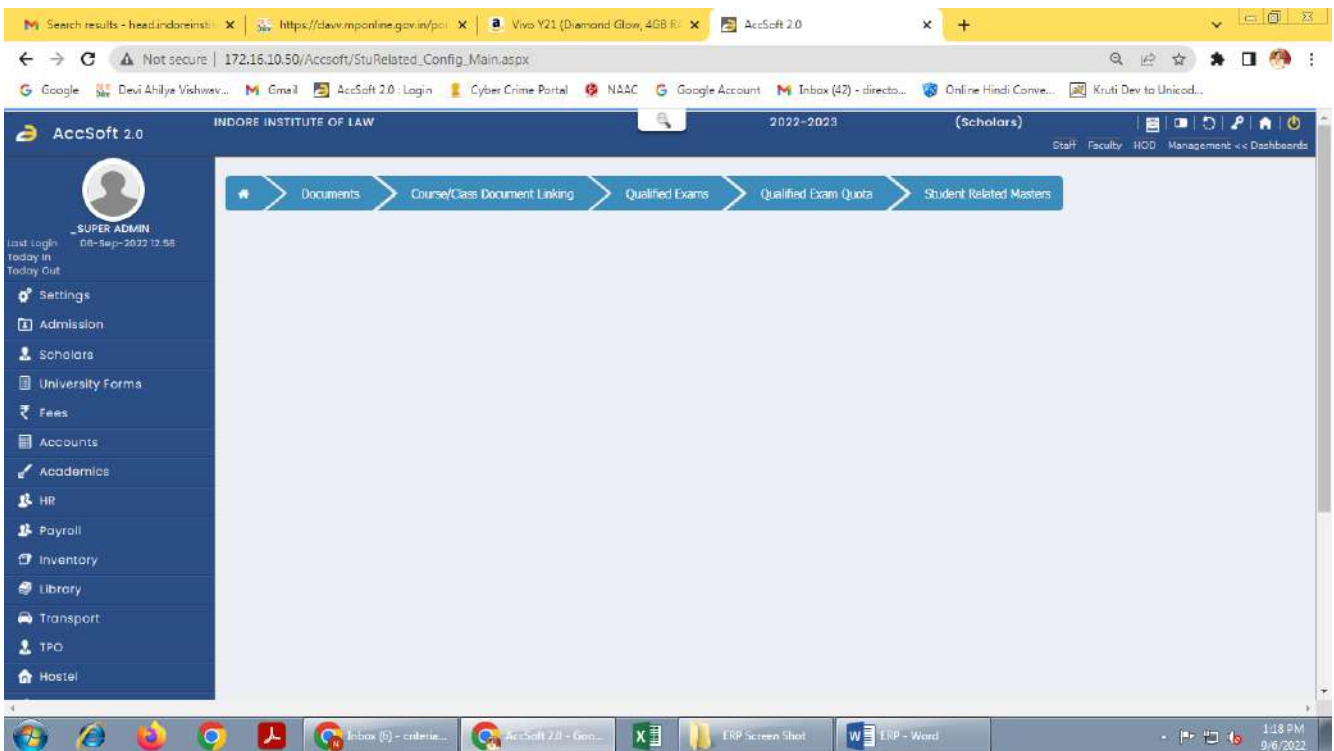 Search results - head.indoreinsti
https://davv.mponline.gov.in/por
Vivo Y21 (Diamond Glow, 4GB R
AccSoft 2.0
Not secure | 172.16.10.50/Accsoft/StuRelated_Config_Main.aspx
Google
Devi Ahilya Vishwav...
Gmail
AccSoft 2.0 : Login
Cyber Crime Portal
NAAC
Google Account
Inbox (42) - directo...
Online Hindi Conve...
Kruti Dev to Unicod...
AccSoft 2.0
INDORE INSTITUTE OF LAW
2022-2023
(Scholars)
Staff Faculty HOD Management << Dashboards
Documents
Course/Class Document Linking
Qualified Exams
Qualified Exam Quota
Student Related Masters
_SUPER ADMIN
Last Login 06-Sep-2022 12:58
Today In
Today Out
Settings
Admission
Scholars
University Forms
Fees
Accounts
Academics
HR
Payroll
Inventory
Library
Transport
TPO
Hostel
Inbox (6) - criterie...
AccSoft 2.0 - Goo...
ERP Screen Shot
ERP - Word
1:18 PM
9/6/2022